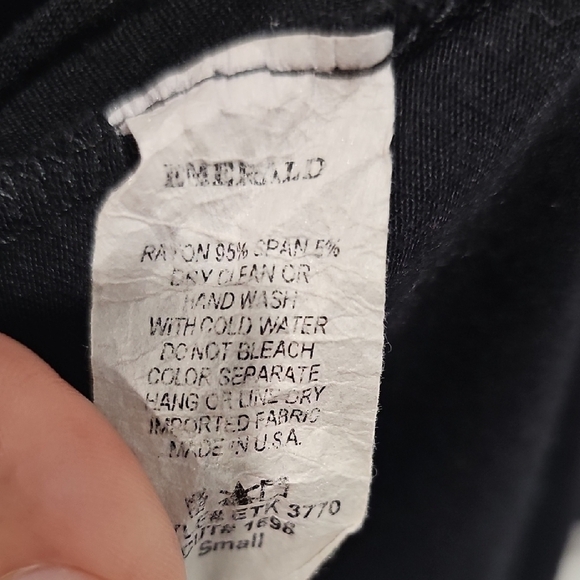 EMERALD
RAYON 95% SPAN 5%
DRY CLEAN OR
HAND WASH
WITH COLD WATER
DO NOT BLEACH
COLOR SEPARATE
HANG OR LINE DRY
IMPORTED FABRIC
MADE IN U.S.A.
ETK 3770
1698
Small